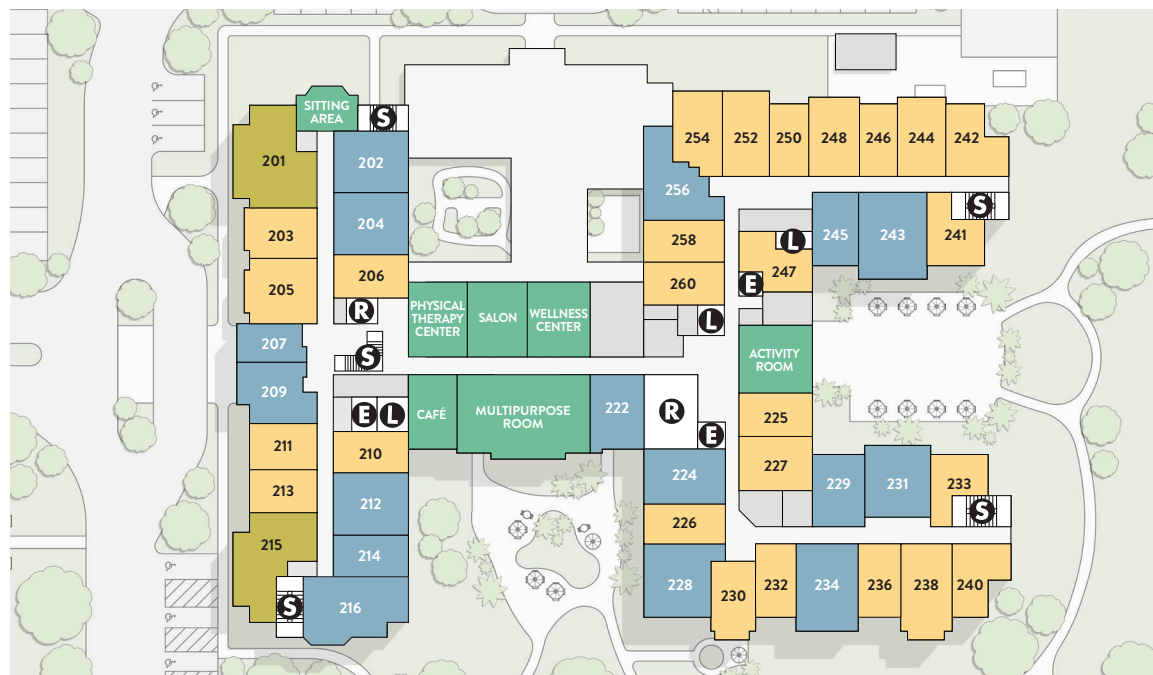 SITTING
AREA
S
201
202
203
204
205
206
R
207
S
209
E
L
211
210
213
212
215
214
S
216
PHYSICAL
THERAPY
CENTER
SALON
WELLNESS
CENTER
CAFÉ
MULTIPURPOSE
ROOM
222
R
E
254
252
250
248
246
244
242
256
258
260
L
245
243
241
S
L
247
E
ACTIVITY
ROOM
225
227
224
226
228
229
231
233
S
230
232
234
236
238
240